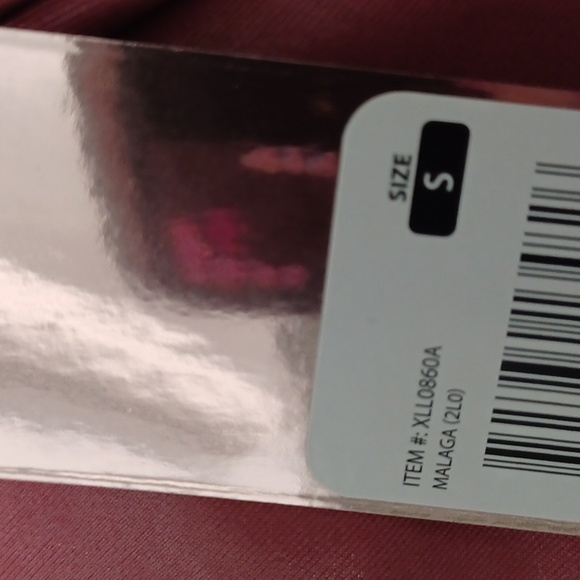 SIZE
S
ITEM #: XLL0860A
MALAGA (2L0)